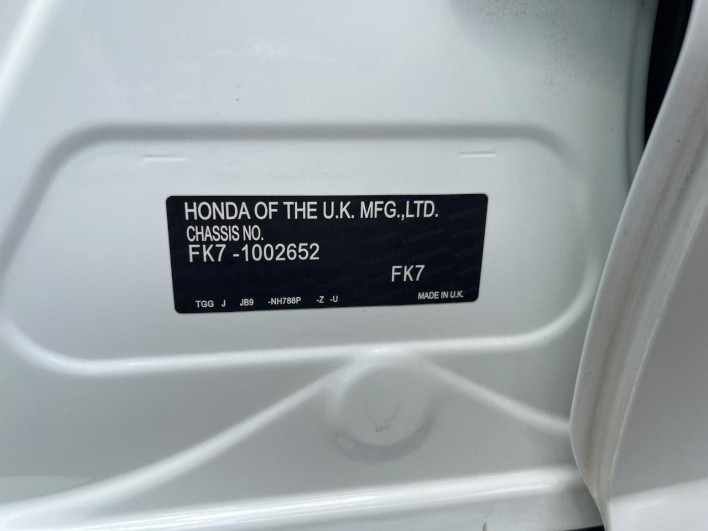 HONDA OF THE U.K. MFG.,LTD.
CHASSIS NO.
FK7 -1002652
FK7
TGG J JB9 -NH788P -Z -U
MADE IN U.K.